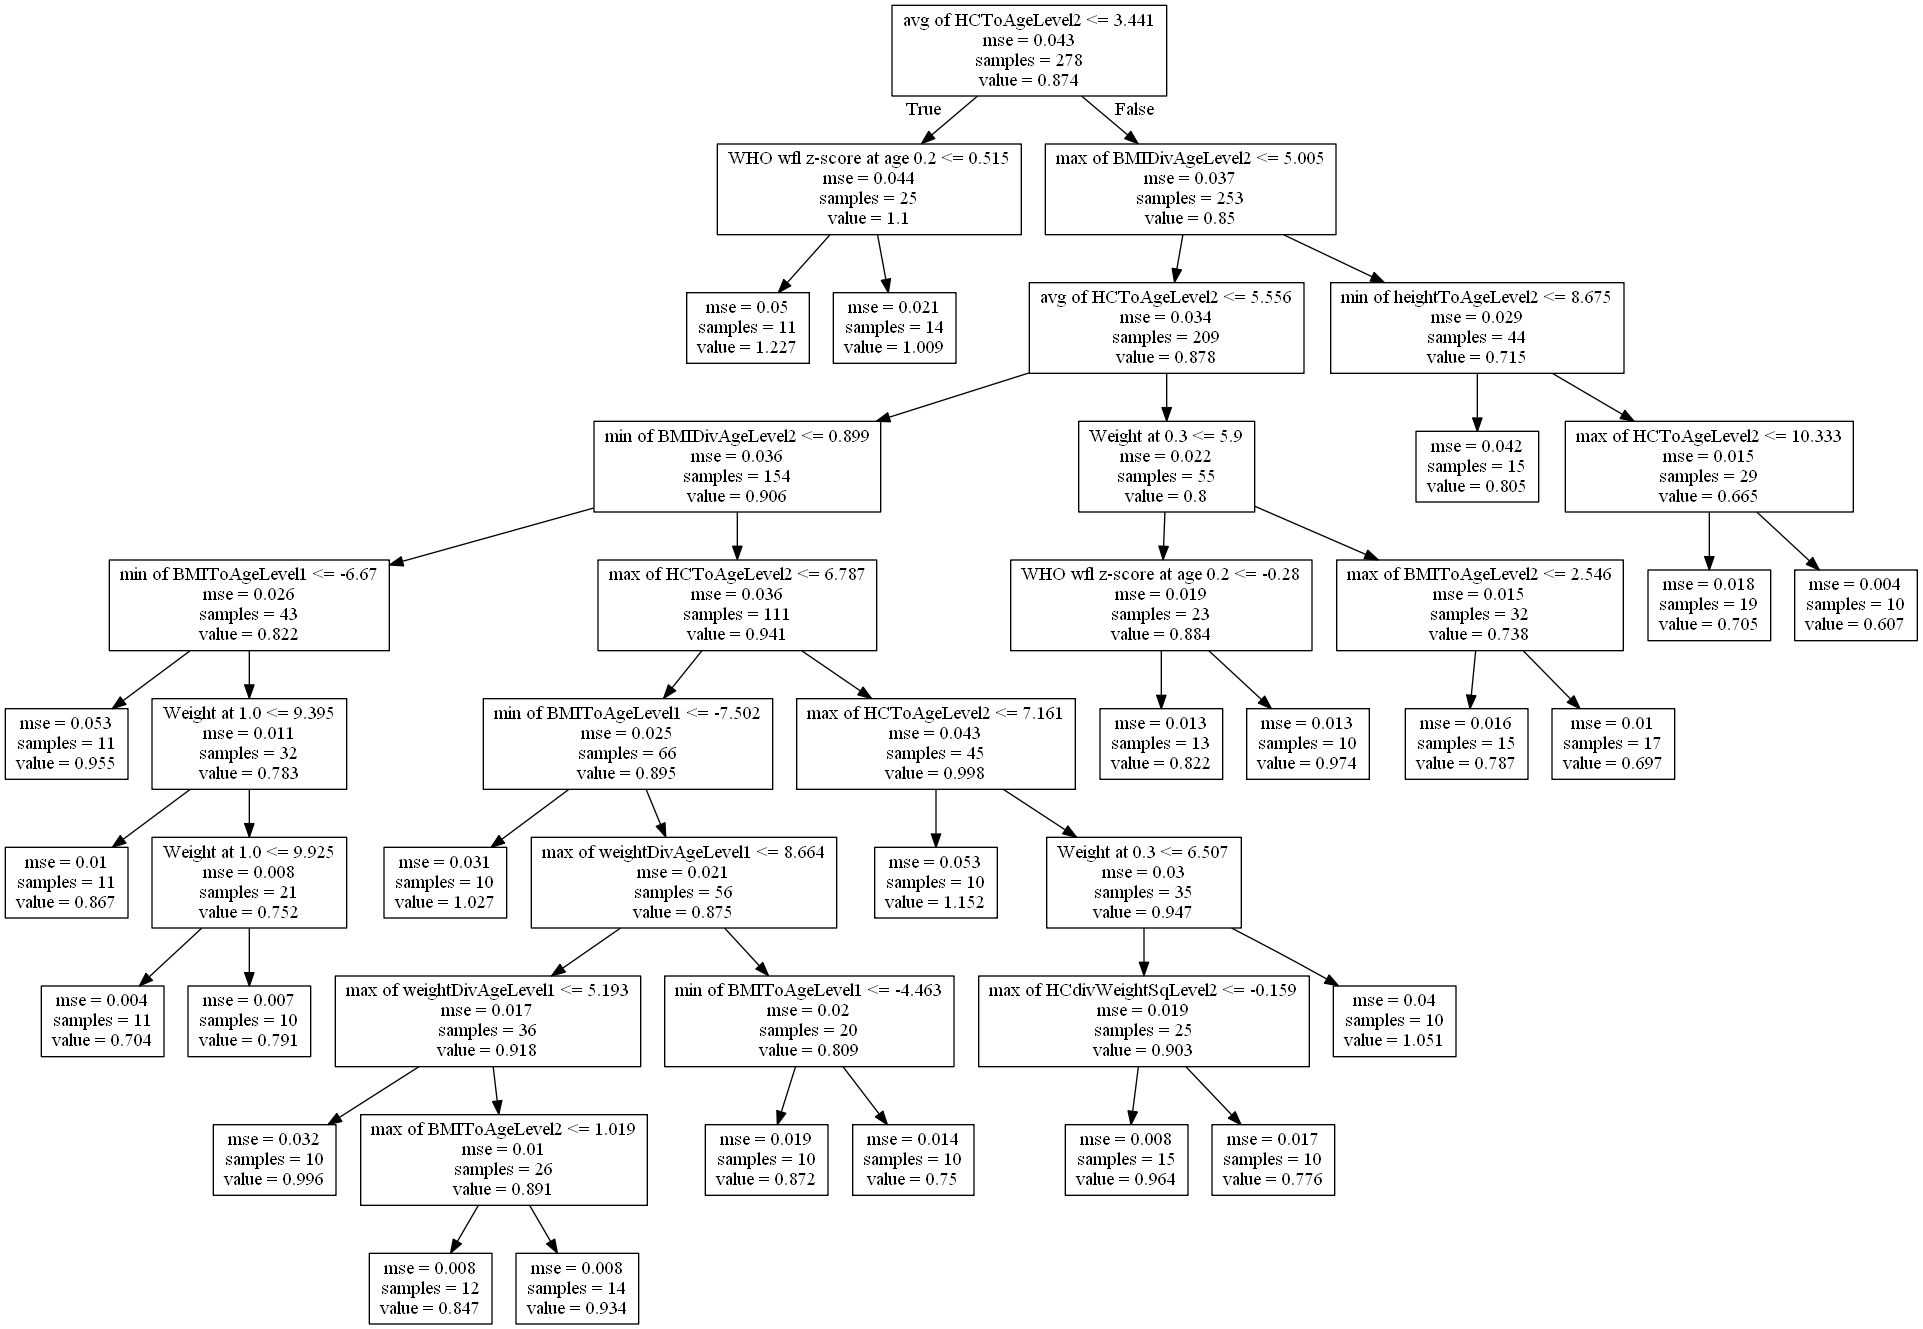 avg of HCToAgeLevel2 <= 3.441
mse = 0.043
samples = 278
value = 0.874
True
False
WHO wfl z-score at age 0.2 <= 0.515
mse = 0.044
samples = 25
value = 1.1
max of BMIDivAgeLevel2 <= 5.005
mse = 0.037
samples = 253
value = 0.85
mse = 0.05
samples = 11
value = 1.227
mse = 0.021
samples = 14
value = 1.009
avg of HCToAgeLevel2 <= 5.556
mse = 0.034
samples = 209
value = 0.878
min of heightToAgeLevel2 <= 8.675
mse = 0.029
samples = 44
value = 0.715
min of BMIDivAgeLevel2 <= 0.899
mse = 0.036
samples = 154
value = 0.906
Weight at 0.3 <= 5.9
mse = 0.022
samples = 55
value = 0.8
mse = 0.042
samples = 15
value = 0.805
max of HCToAgeLevel2 <= 10.333
mse = 0.015
samples = 29
value = 0.665
min of BMIToAgeLevel1 <= -6.67
mse = 0.026
samples = 43
value = 0.822
max of HCToAgeLevel2 <= 6.787
mse = 0.036
samples = 111
value = 0.941
WHO wfl z-score at age 0.2 <= -0.28
mse = 0.019
samples = 23
value = 0.884
max of BMIToAgeLevel2 <= 2.546
mse = 0.015
samples = 32
value = 0.738
mse = 0.018
samples = 19
value = 0.705
mse = 0.004
samples = 10
value = 0.607
mse = 0.053
samples = 11
value = 0.955
Weight at 1.0 <= 9.395
mse = 0.011
samples = 32
value = 0.783
min of BMIToAgeLevel1 <= -7.502
mse = 0.025
samples = 66
value = 0.895
max of HCToAgeLevel2 <= 7.161
mse = 0.043
samples = 45
value = 0.998
mse = 0.013
samples = 13
value = 0.822
mse = 0.013
samples = 10
value = 0.974
mse = 0.016
samples = 15
value = 0.787
mse = 0.01
samples = 17
value = 0.697
mse = 0.01
samples = 11
value = 0.867
Weight at 1.0 <= 9.925
mse = 0.008
samples = 21
value = 0.752
mse = 0.031
samples = 10
value = 1.027
max of weightDivAgeLevel1 <= 8.664
mse = 0.021
samples = 56
value = 0.875
mse = 0.053
samples = 10
value = 1.152
Weight at 0.3 <= 6.507
mse = 0.03
samples = 35
value = 0.947
mse = 0.004
samples = 11
value = 0.704
mse = 0.007
samples = 10
value = 0.791
max of weightDivAgeLevel1 <= 5.193
mse = 0.017
samples = 36
value = 0.918
min of BMIToAgeLevel1 <= -4.463
mse = 0.02
samples = 20
value = 0.809
max of HCdivWeightSqLevel2 <= -0.159
mse = 0.019
samples = 25
value = 0.903
mse = 0.04
samples = 10
value = 1.051
mse = 0.032
samples = 10
value = 0.996
max of BMIToAgeLevel2 <= 1.019
mse = 0.01
samples = 26
value = 0.891
mse = 0.019
samples = 10
value = 0.872
mse = 0.014
samples = 10
value = 0.75
mse = 0.008
samples = 15
value = 0.964
mse = 0.017
samples = 10
value = 0.776
mse = 0.008
samples = 12
value = 0.847
mse = 0.008
samples = 14
value = 0.934